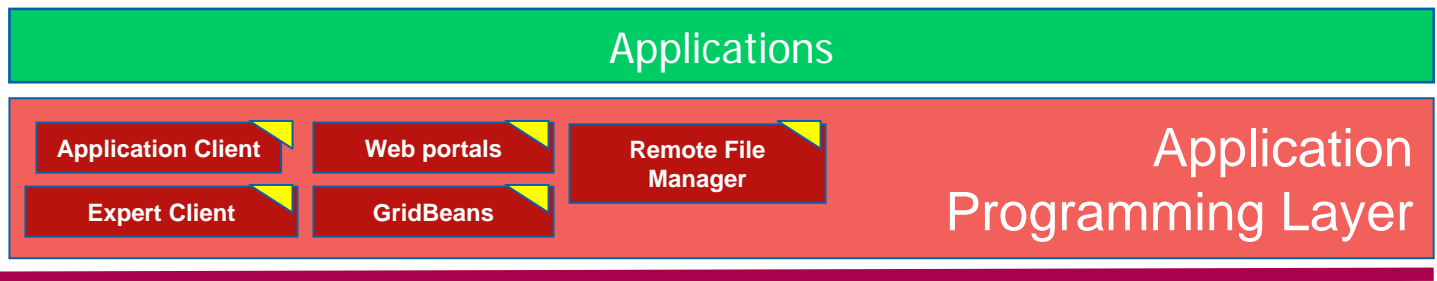 Applications
Application Client
Web portals
Remote File
Manager
Expert Client
GridBeans
Application
Programming Layer